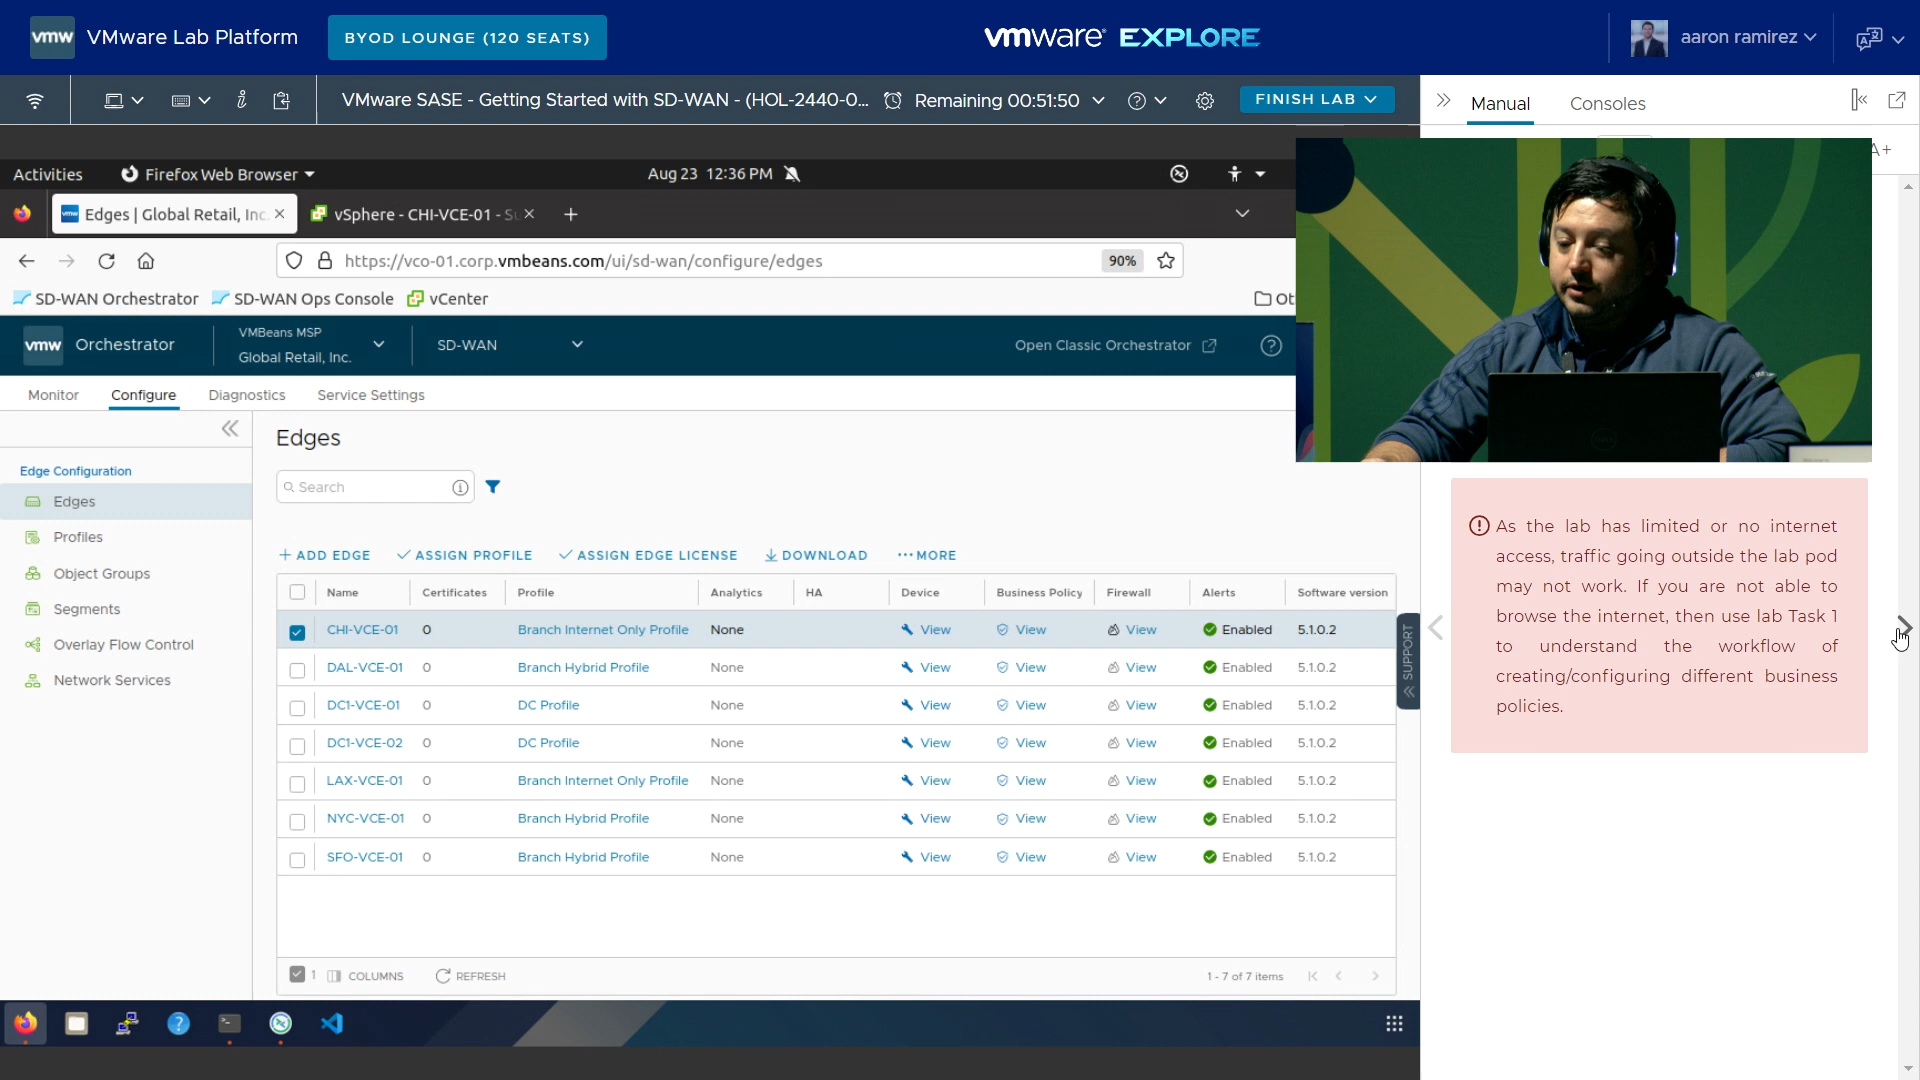 vmw VMware Lab Platform BYOD LOUNGE (120 SEATS) vmware EXPLORE aaron ramirez
VMware SASE - Getting Started with SD-WAN - (HOL-2440-0... Remaining 00:51:50 FINISH LAB Manual Consoles
A+
Activities Firefox Web Browser Aug 23 12:36 PM
Edges | Global Retail, Inc. vSphere - CHI-VCE-01 - S
https://vco-01.corp.vmbeans.com/ui/sd-wan/configure/edges 90%
SD-WAN Orchestrator SD-WAN Ops Console vCenter Ot
vmw Orchestrator VMBeans MSP SD-WAN Open Classic Orchestrator
Global Retail, Inc.
Monitor Configure Diagnostics Service Settings
Edges
Edge Configuration
Edges
Profiles
Object Groups
Segments
Overlay Flow Control
Network Services
Search
ADD EDGE ASSIGN PROFILE ASSIGN EDGE LICENSE DOWNLOAD MORE
Name Certificates Profile Analytics HA Device Business Policy Firewall Alerts Software version
CHI-VCE-01 0 Branch Internet Only Profile None View View View Enabled 5.1.0.2
DAL-VCE-01 0 Branch Hybrid Profile None View View View Enabled 5.1.0.2
DC1-VCE-01 0 DC Profile None View View View Enabled 5.1.0.2
DC1-VCE-02 0 DC Profile None View View View Enabled 5.1.0.2
LAX-VCE-01 0 Branch Internet Only Profile None View View View Enabled 5.1.0.2
NYC-VCE-01 0 Branch Hybrid Profile None View View View Enabled 5.1.0.2
SFO-VCE-01 0 Branch Hybrid Profile None View View View Enabled 5.1.0.2
1 COLUMNS REFRESH 1 - 7 of 7 items
SUPPORT
As the lab has limited or no internet
access, traffic going outside the lab pod
may not work. If you are not able to
browse the internet, then use lab Task 1
to understand the workflow of
creating/configuring different business
policies.